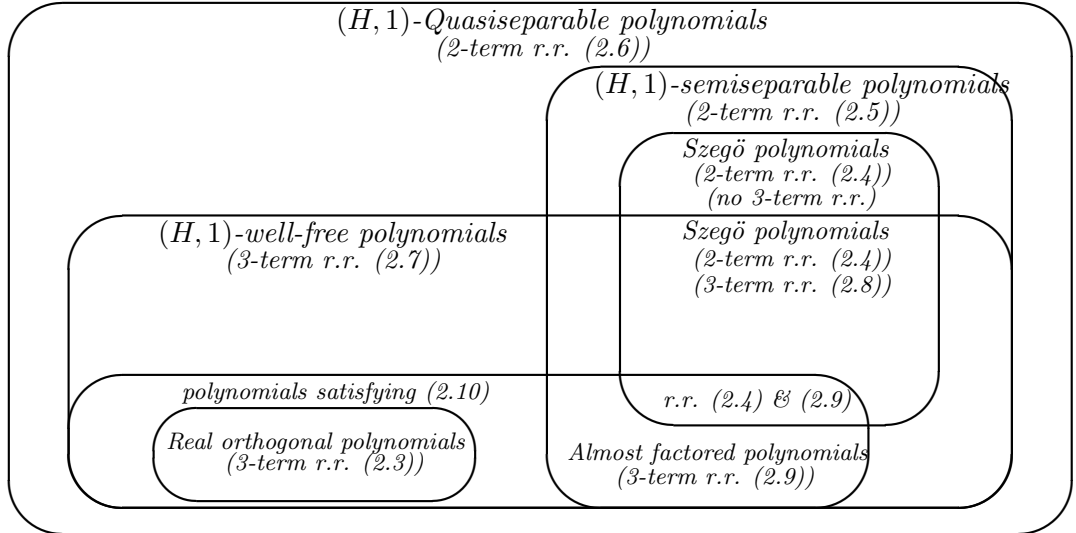 (H, 1)-Quasiseparable polynomials
(2-term r.r. (2.6))
(H, 1)-semiseparable polynomials
(2-term r.r. (2.5))
Szegö polynomials
(2-term r.r. (2.4))
(no 3-term r.r.)
(H, 1)-well-free polynomials
(3-term r.r. (2.7))
Szegö polynomials
(2-term r.r. (2.4))
(3-term r.r. (2.8))
polynomials satisfying (2.10)
r.r. (2.4) & (2.9)
Real orthogonal polynomials
(3-term r.r. (2.3))
Almost factored polynomials
(3-term r.r. (2.9))